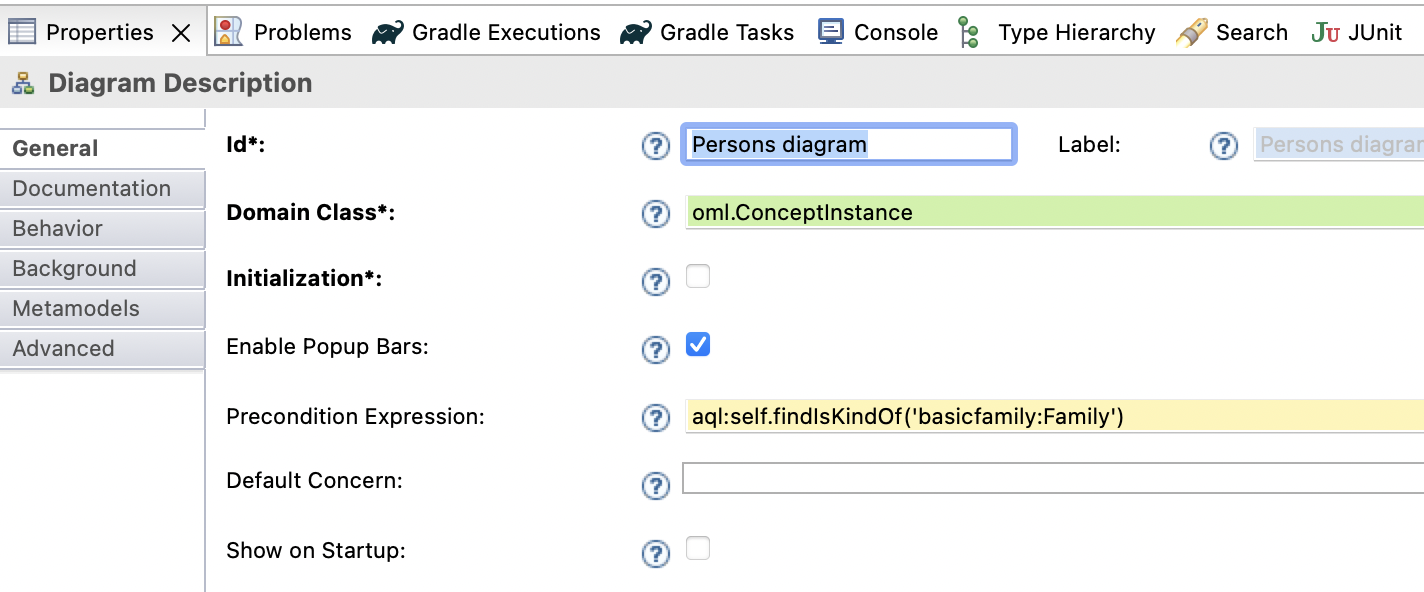 Properties Problems Gradle Executions Gradle Tasks Console Type Hierarchy Search Ju JUnit
Diagram Description
General
Documentation
Behavior
Background
Metamodels
Advanced
Id*: ? Persons diagram Label: ? Persons diagram
Domain Class*: ? oml.ConceptInstance
Initialization*: ?
Enable Popup Bars: ?
Precondition Expression: ? aql:self.findIsKindOf('basicfamily:Family')
Default Concern: ?
Show on Startup: ?